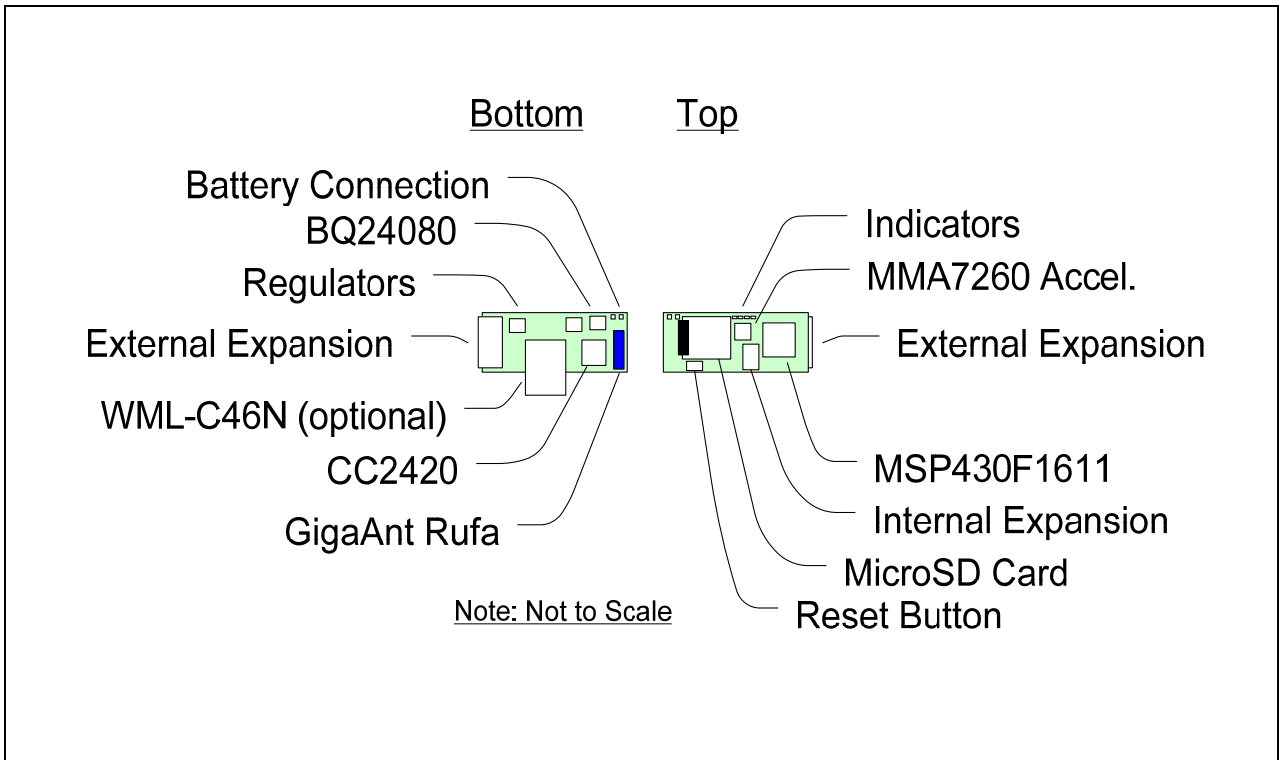 Bottom
Top
Battery Connection
BQ24080
Regulators
External Expansion
WML-C46N (optional)
CC2420
GigaAnt Rufa
Indicators
MMA7260 Accel.
External Expansion
MSP430F1611
Internal Expansion
MicroSD Card
Reset Button
Note: Not to Scale